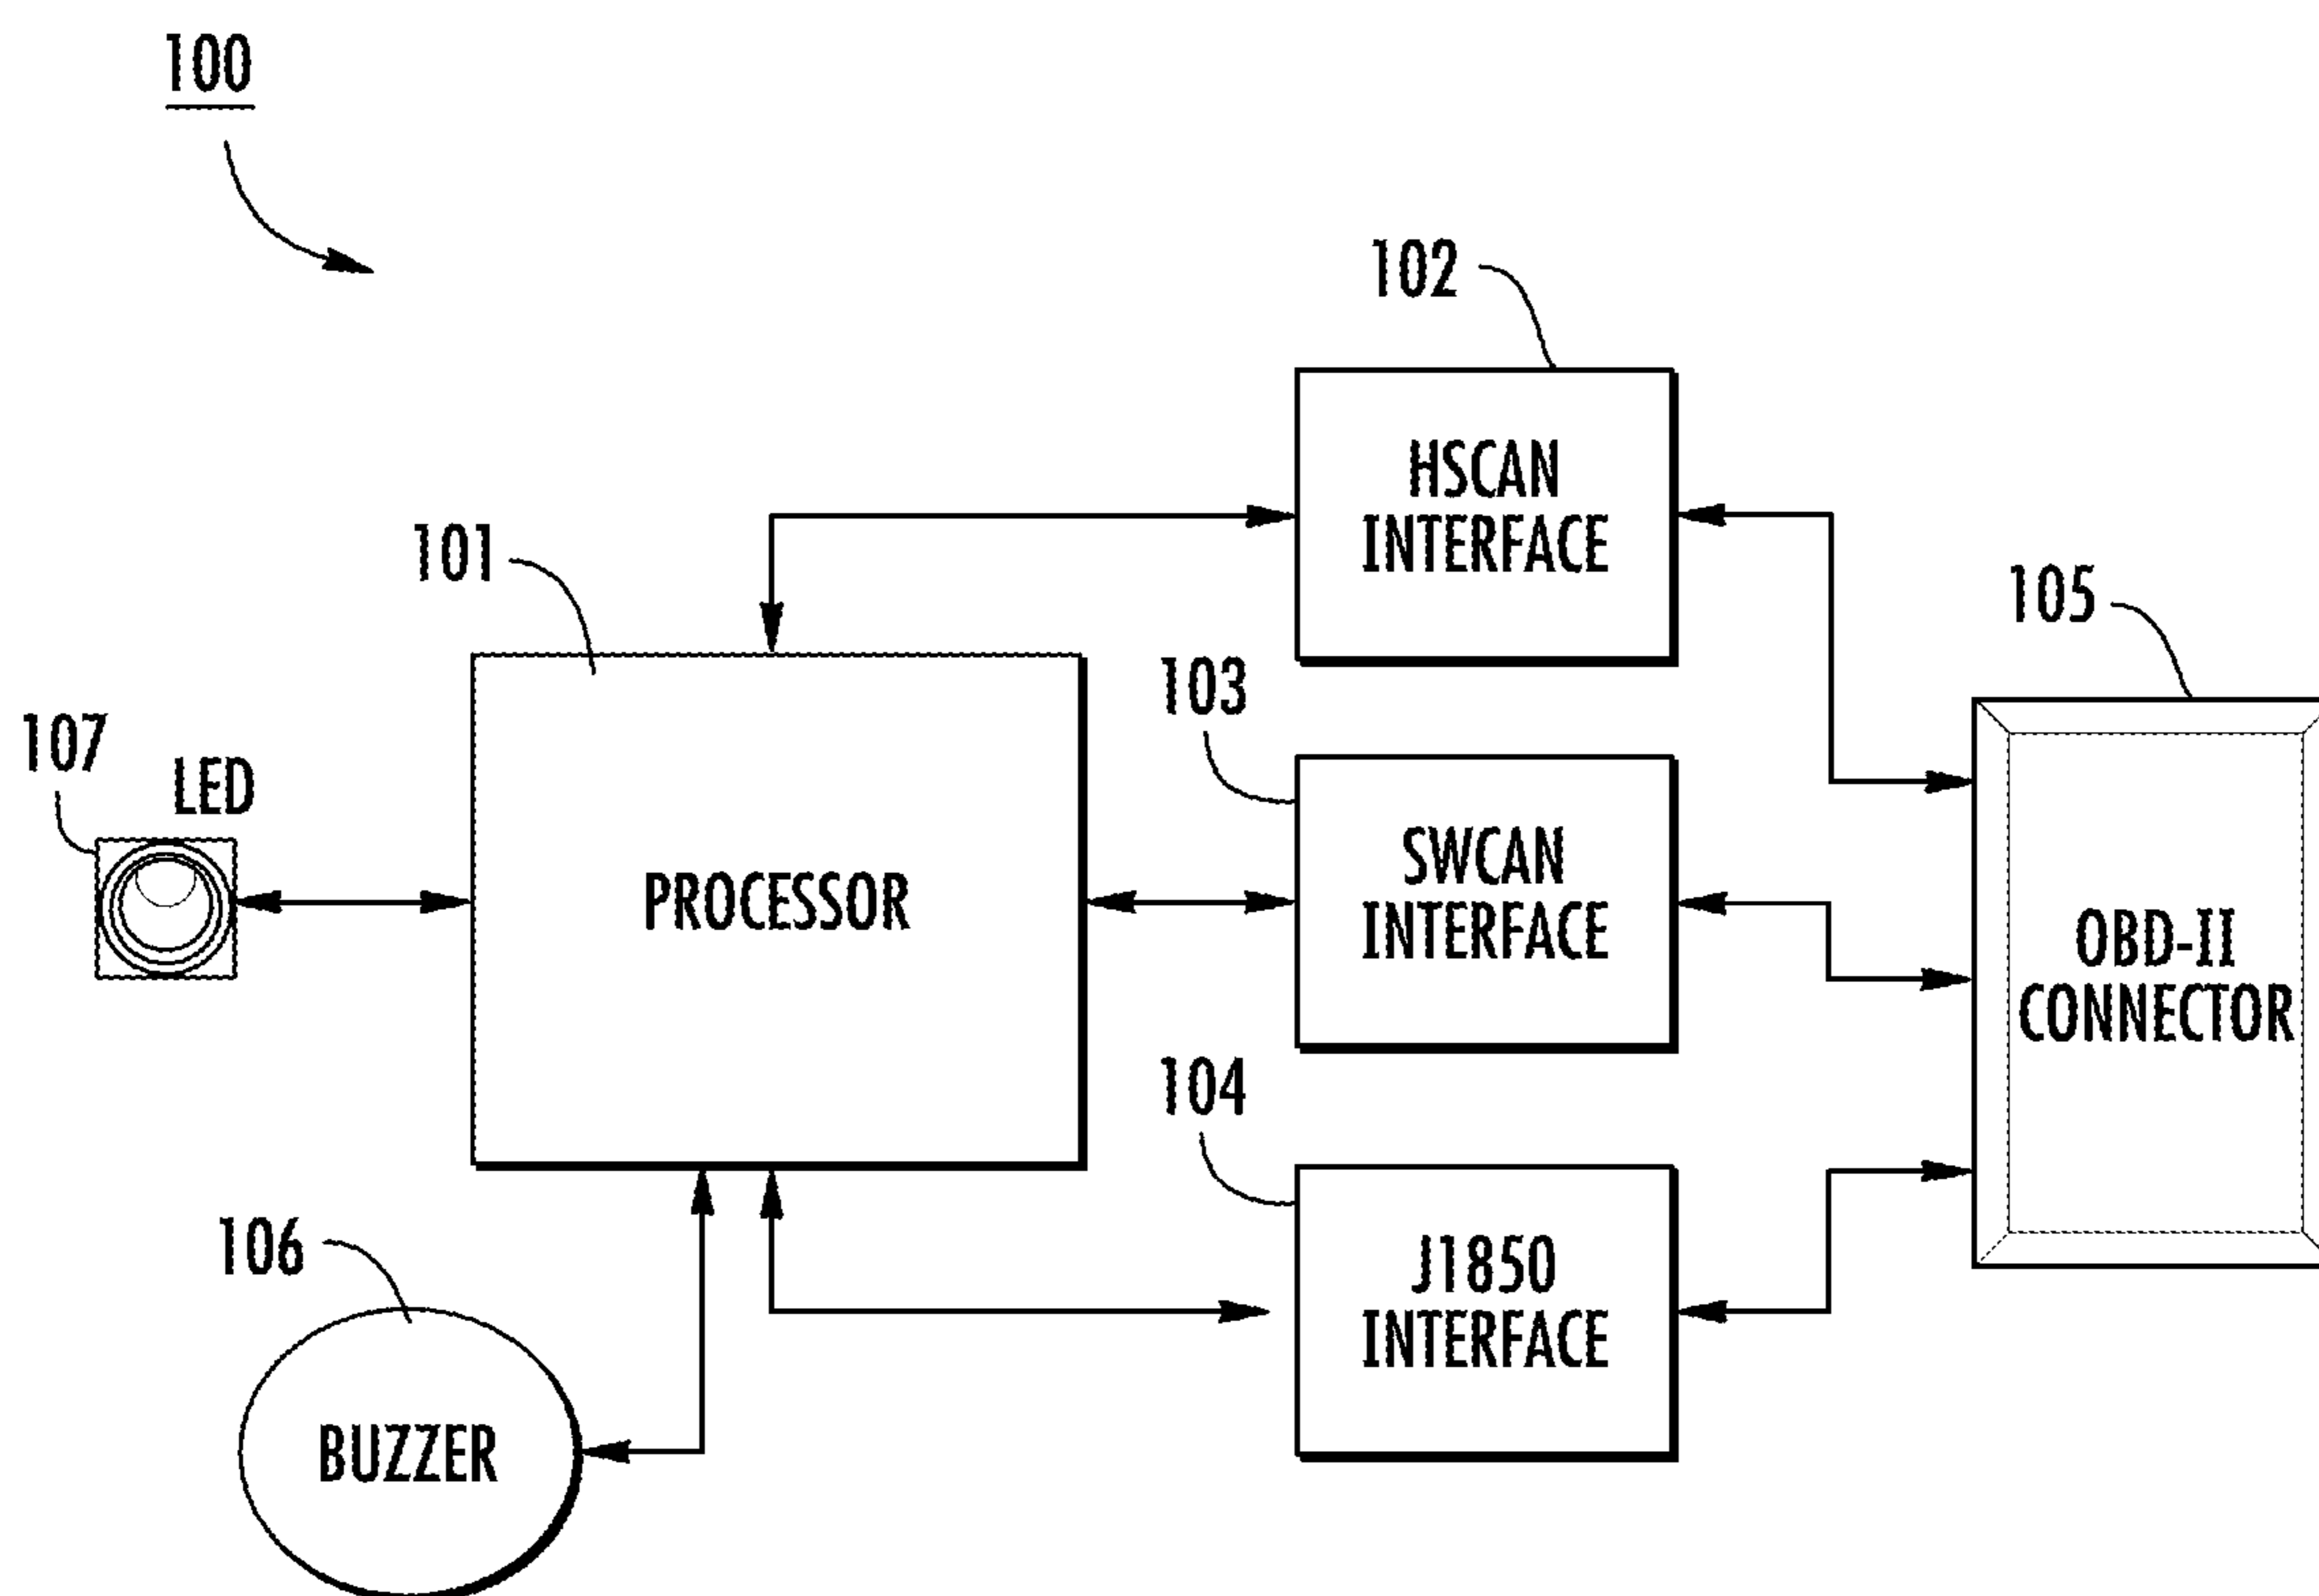 100
102
HSCAN
INTERFACE
101
105
103
107
LED
SWCAN
INTERFACE
PROCESSOR
OBD-II
CONNECTOR
104
106
J1850
INTERFACE
BUZZER